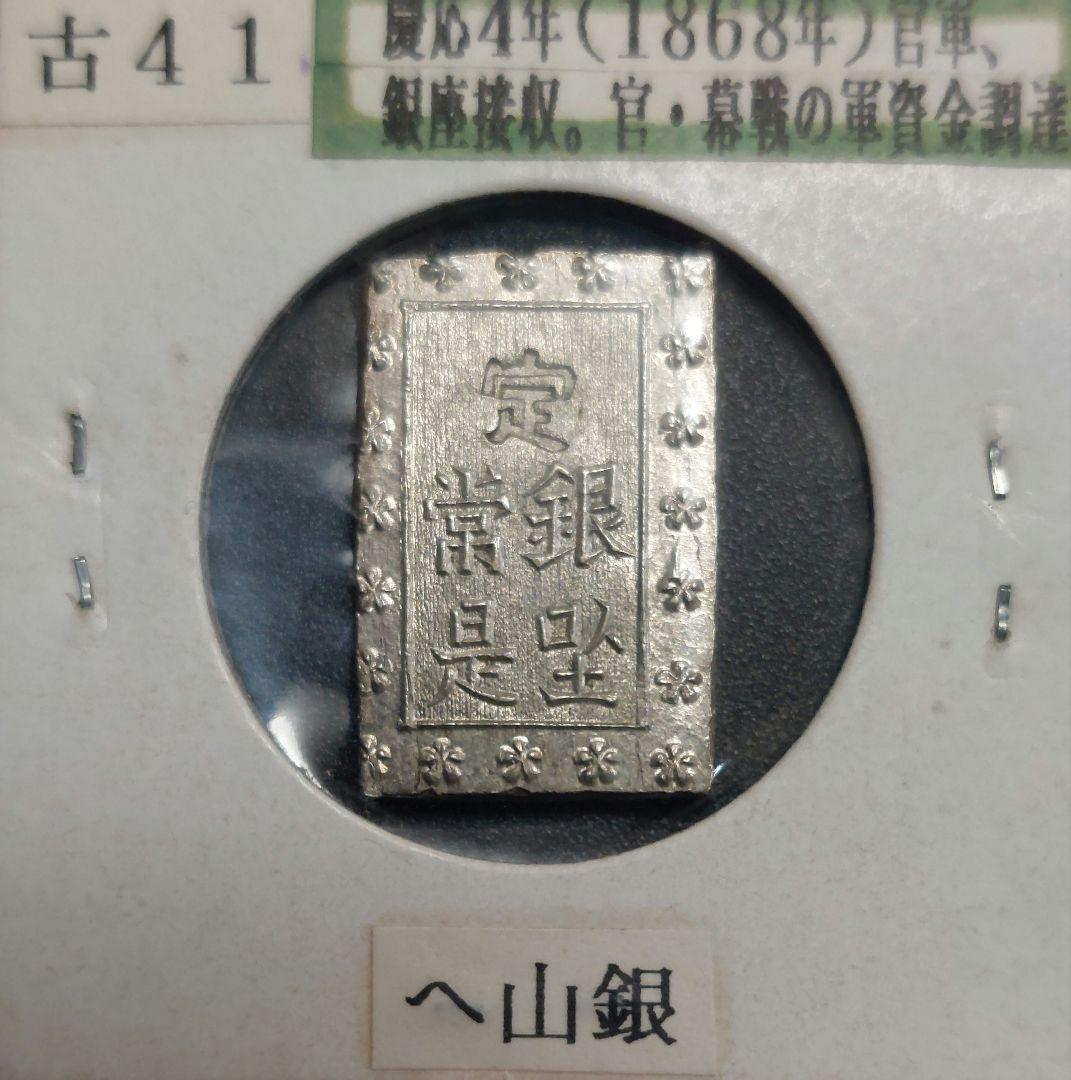 古41
慶応4年(1868年)官軍、
銀座接収。官・幕戦の軍資金調達
定
銀座
常是
へ山銀